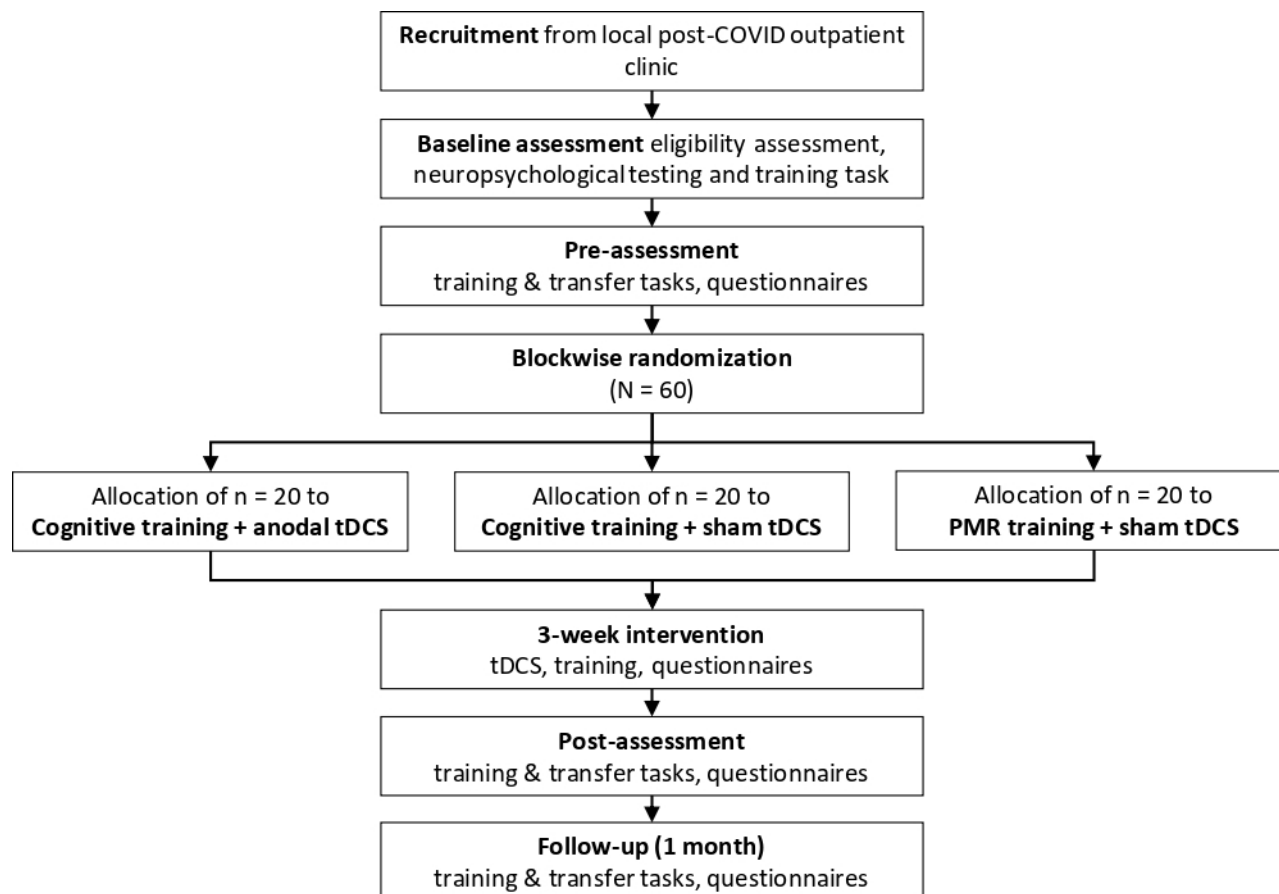 Recruitment from local post-COVID outpatient
clinic
Baseline assessment eligibility assessment,
neuropsychological testing and training task
Pre-assessment
training & transfer tasks, questionnaires
Blockwise randomization
(N = 60)
Allocation of n = 20 to
Cognitive training + anodal tDCS
Allocation of n = 20 to
Cognitive training + sham tDCS
Allocation of n = 20 to
PMR training + sham tDCS
3-week intervention
tDCS, training, questionnaires
Post-assessment
training & transfer tasks, questionnaires
Follow-up (1 month)
training & transfer tasks, questionnaires